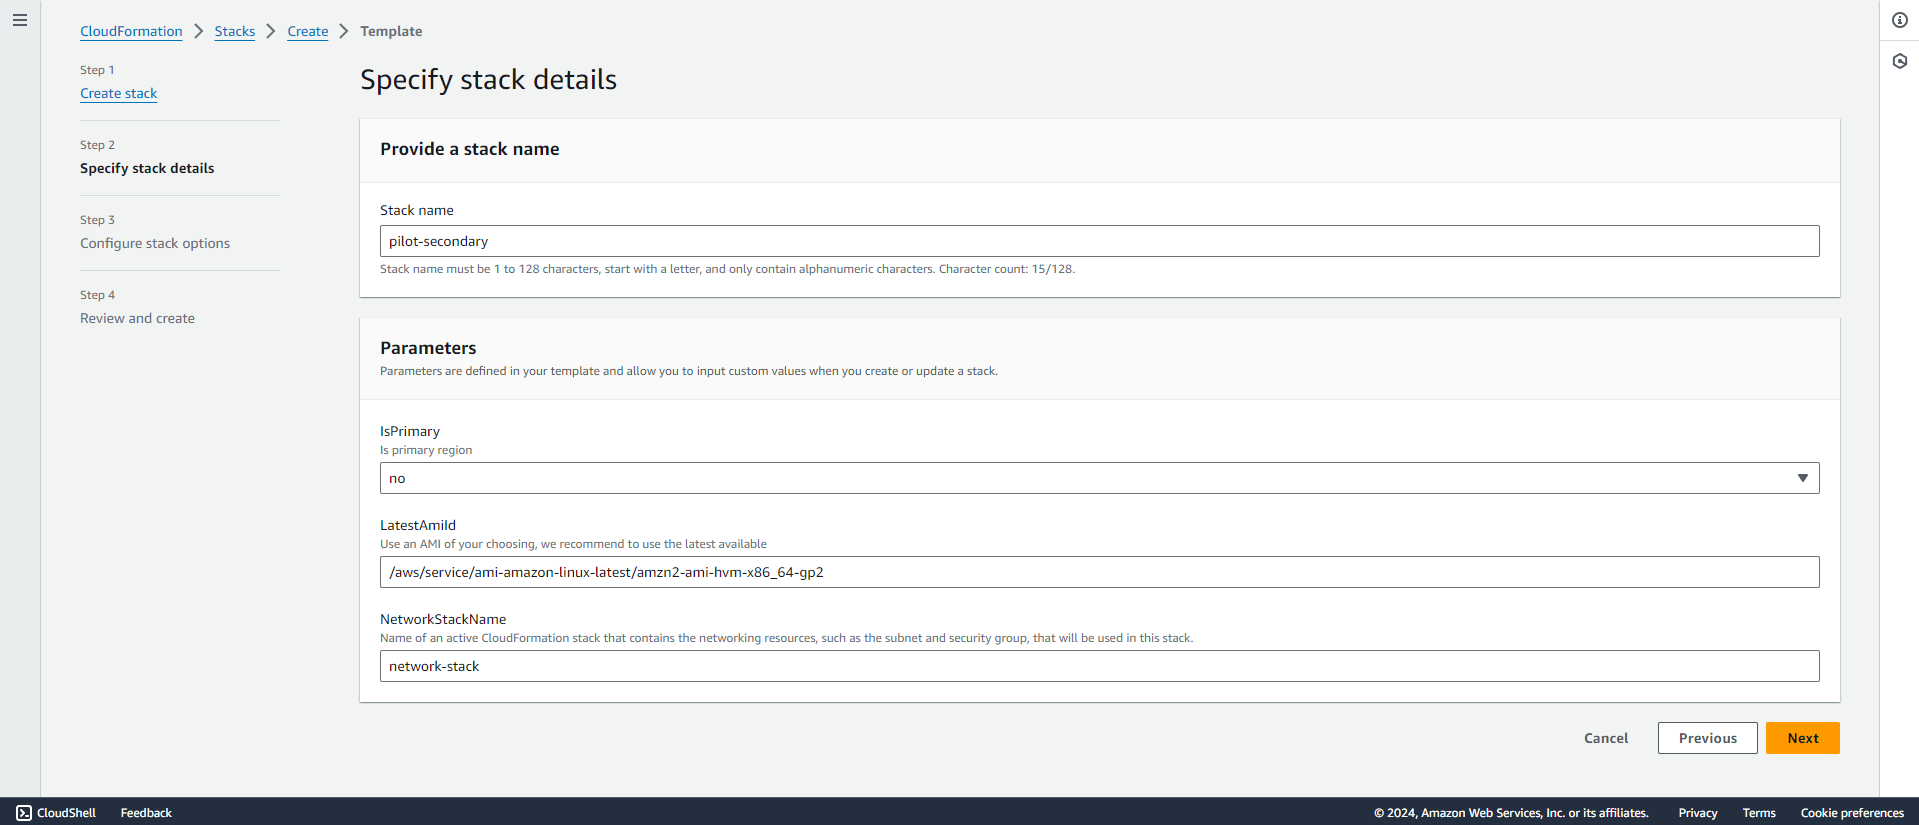 CloudFormation > Stacks > Create > Template
Step 1
Create stack
Step 2
Specify stack details
Step 3
Configure stack options
Step 4
Review and create
Specify stack details
Provide a stack name
Stack name
pilot-secondary
Stack name must be 1 to 128 characters, start with a letter, and only contain alphanumeric characters. Character count: 15/128.
Parameters
Parameters are defined in your template and allow you to input custom values when you create or update a stack.
IsPrimary
Is primary region
no
LatestAmiId
Use an AMI of your choosing, we recommend to use the latest available
/aws/service/ami-amazon-linux-latest/amzn2-ami-hvm-x86_64-gp2
NetworkStackName
Name of an active CloudFormation stack that contains the networking resources, such as the subnet and security group, that will be used in this stack.
network-stack
Cancel Previous Next
CloudShell Feedback © 2024, Amazon Web Services, Inc. or its affiliates. Privacy Terms Cookie preferences